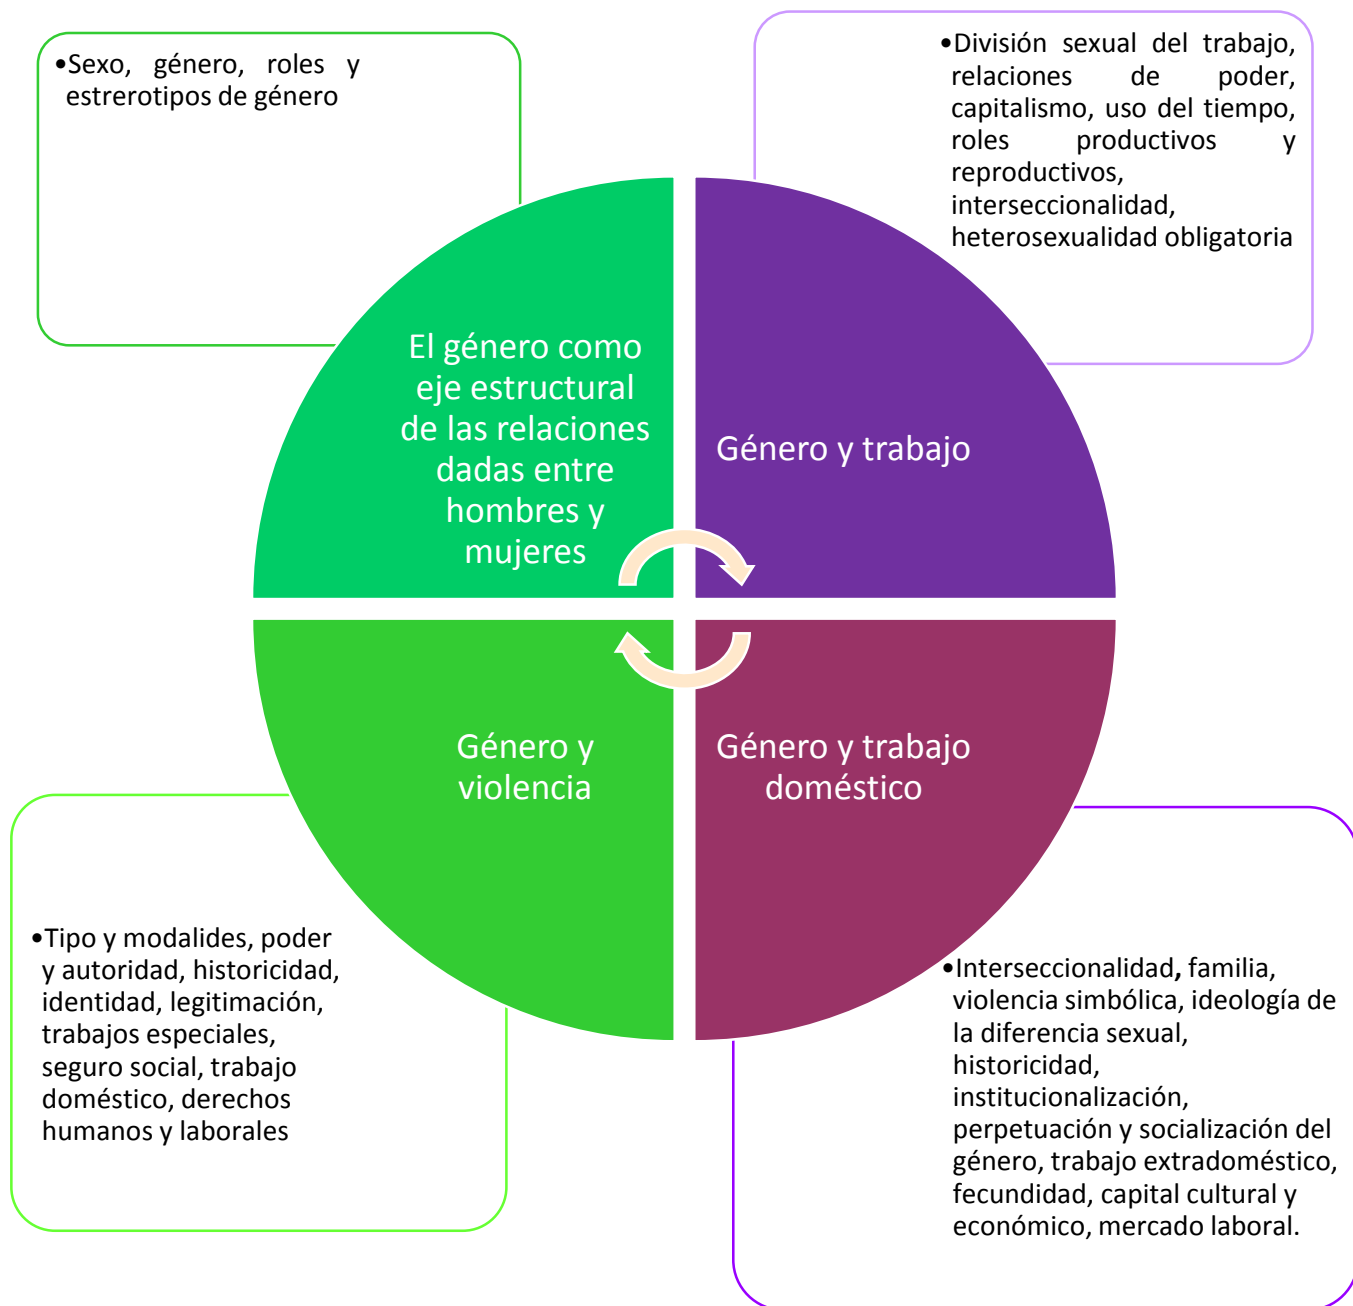 •Sexo, género, roles y
estrerotipos de género
•División sexual del trabajo,
relaciones de poder,
capitalismo, uso del tiempo,
roles productivos y
reproductivos,
interseccionalidad,
heterosexualidad obligatoria
El género como
eje estructural
de las relaciones
dadas entre
hombres y
mujeres
Género y trabajo
Género y
violencia
Género y trabajo
doméstico
•Tipo y modalides, poder
y autoridad, historicidad,
identidad, legitimación,
trabajos especiales,
seguro social, trabajo
doméstico, derechos
humanos y laborales
•Interseccionalidad, familia,
violencia simbólica, ideología de
la diferencia sexual,
historicidad,
institucionalización,
perpetuación y socialización del
género, trabajo extradoméstico,
fecundidad, capital cultural y
económico, mercado laboral.